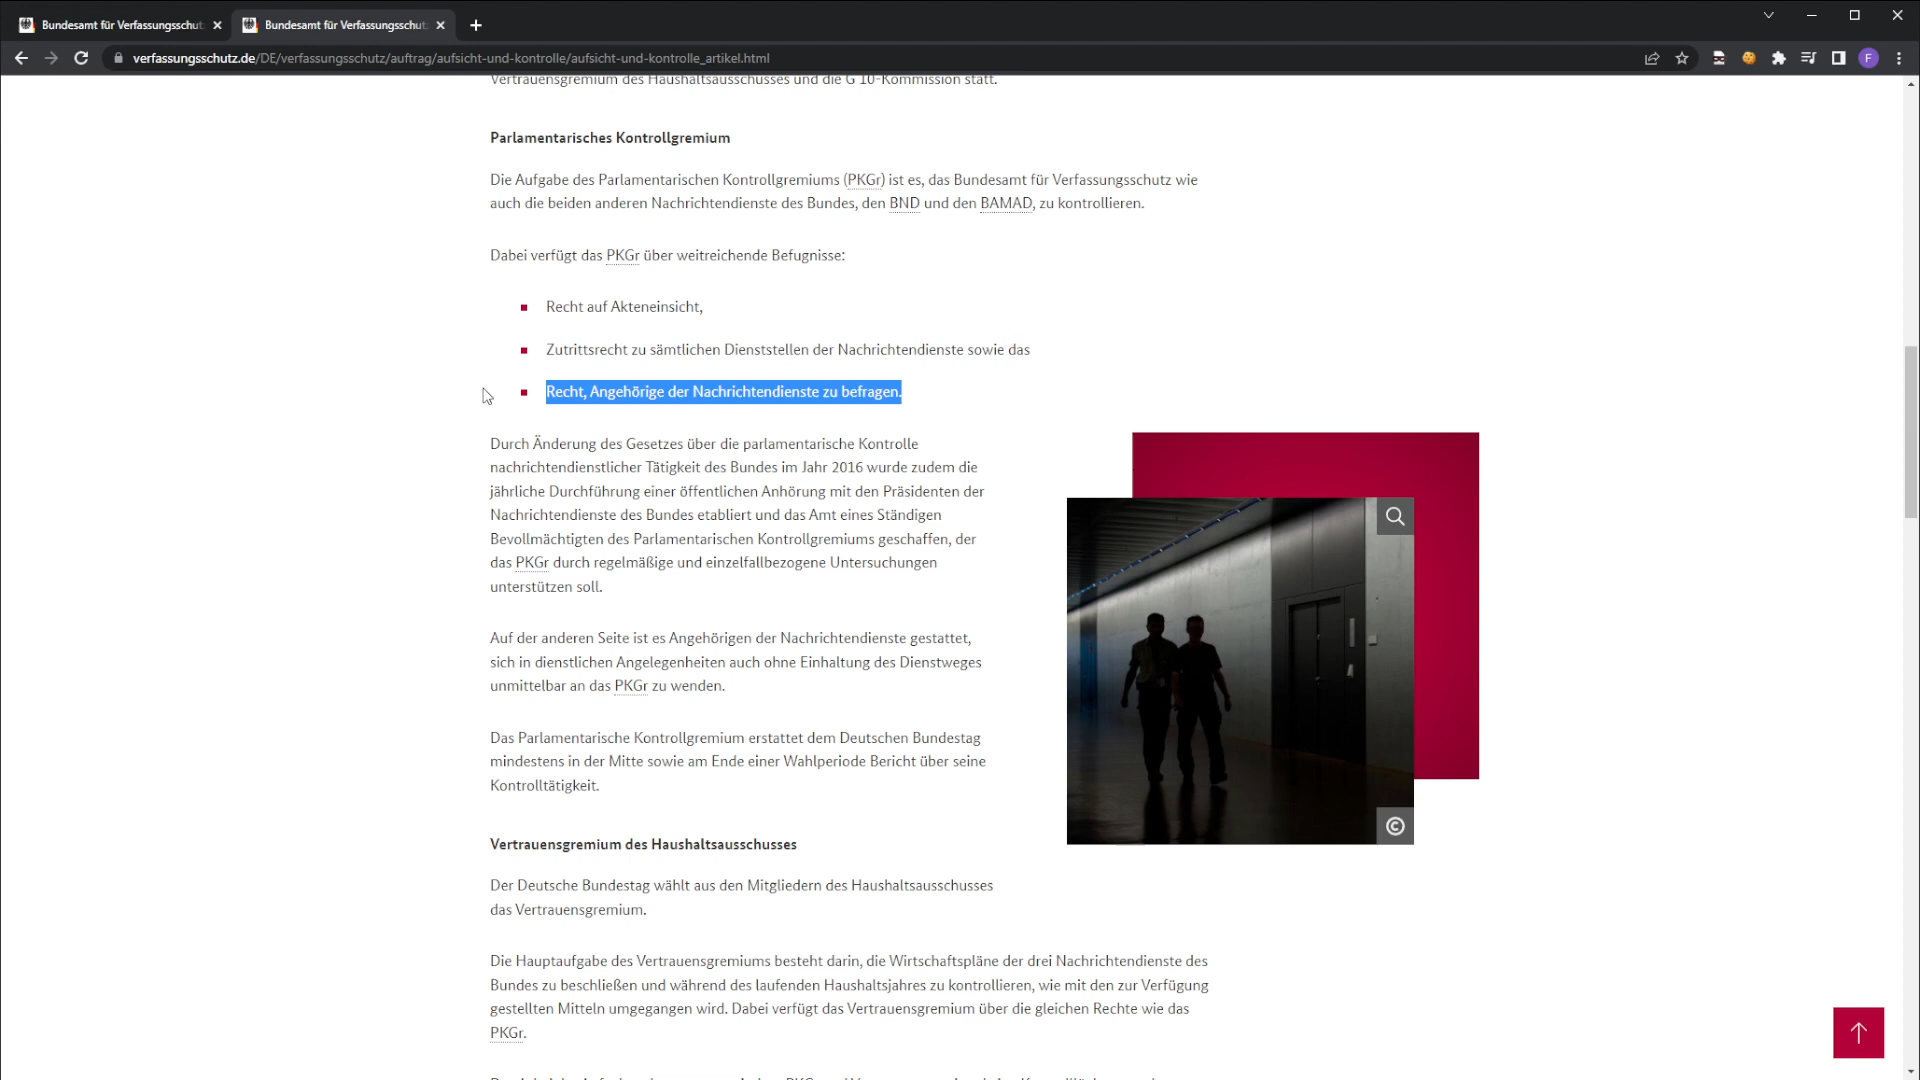 Bundesamt für Verfassungsschut
Bundesamt für Verfassungsschut
verfassungsschutz.de/DE/verfassungsschutz/auftrag/aufsicht-und-kontrolle/aufsicht-und-kontrolle_artikel.html
F
Vertrauensgremium des Haushaltsausschusses und die G 10-Kommission statt.
Parlamentarisches Kontrollgremium
Die Aufgabe des Parlamentarischen Kontrollgremiums (PKGr) ist es, das Bundesamt für Verfassungsschutz wie
auch die beiden anderen Nachrichtendienste des Bundes, den BND und den BAMAD, zu kontrollieren.
Dabei verfügt das PKGr über weitreichende Befugnisse:
Recht auf Akteneinsicht,
Zutrittsrecht zu sämtlichen Dienststellen der Nachrichtendienste sowie das
Recht, Angehörige der Nachrichtendienste zu befragen.
Durch Änderung des Gesetzes über die parlamentarische Kontrolle
nachrichtendienstlicher Tätigkeit des Bundes im Jahr 2016 wurde zudem die
jährliche Durchführung einer öffentlichen Anhörung mit den Präsidenten der
Nachrichtendienste des Bundes etabliert und das Amt eines Ständigen
Bevollmächtigten des Parlamentarischen Kontrollgremiums geschaffen, der
das PKGr durch regelmäßige und einzelfallbezogene Untersuchungen
unterstützen soll.
Auf der anderen Seite ist es Angehörigen der Nachrichtendienste gestattet,
sich in dienstlichen Angelegenheiten auch ohne Einhaltung des Dienstweges
unmittelbar an das PKGr zu wenden.
Das Parlamentarische Kontrollgremium erstattet dem Deutschen Bundestag
mindestens in der Mitte sowie am Ende einer Wahlperiode Bericht über seine
Kontrolltätigkeit.
©
Vertrauensgremium des Haushaltsausschusses
Der Deutsche Bundestag wählt aus den Mitgliedern des Haushaltsausschusses
das Vertrauensgremium.
Die Hauptaufgabe des Vertrauensgremiums besteht darin, die Wirtschaftspläne der drei Nachrichtendienste des
Bundes zu beschließen und während des laufenden Haushaltsjahres zu kontrollieren, wie mit den zur Verfügung
gestellten Mitteln umgegangen wird. Dabei verfügt das Vertrauensgremium über die gleichen Rechte wie das
PKGr.